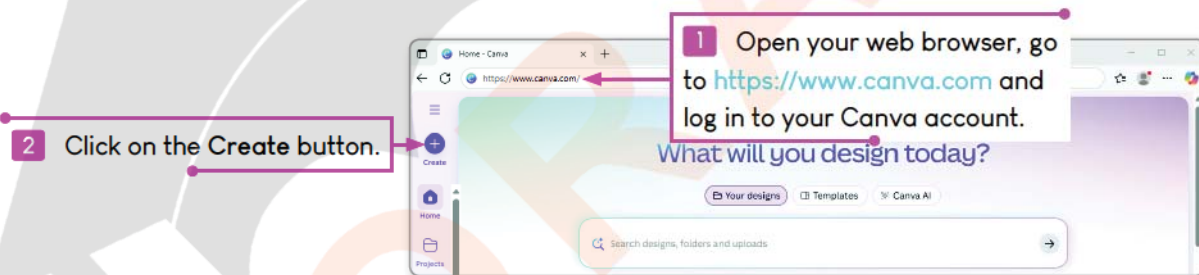 1 Open your web browser, go
to https://www.canva.com and
log in to your Canva account.
2 Click on the Create button.
Home - Canva
https://www.canva.com/
Create
Home
Projects
What will you design today?
Your designs Templates Canva AI
Search designs, folders and uploads